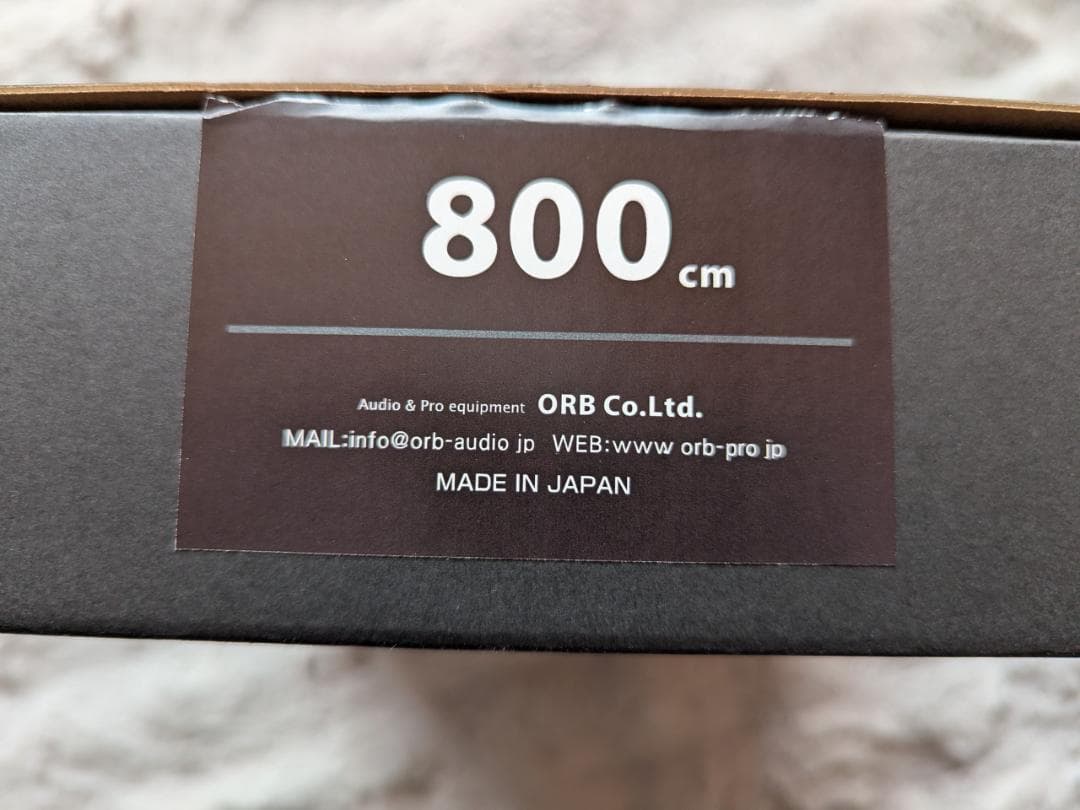 800 cm
Audio & Pro equipment ORB Co.Ltd.
MAIL:info@orb-audio jp WEB:www orb-pro jp
MADE IN JAPAN